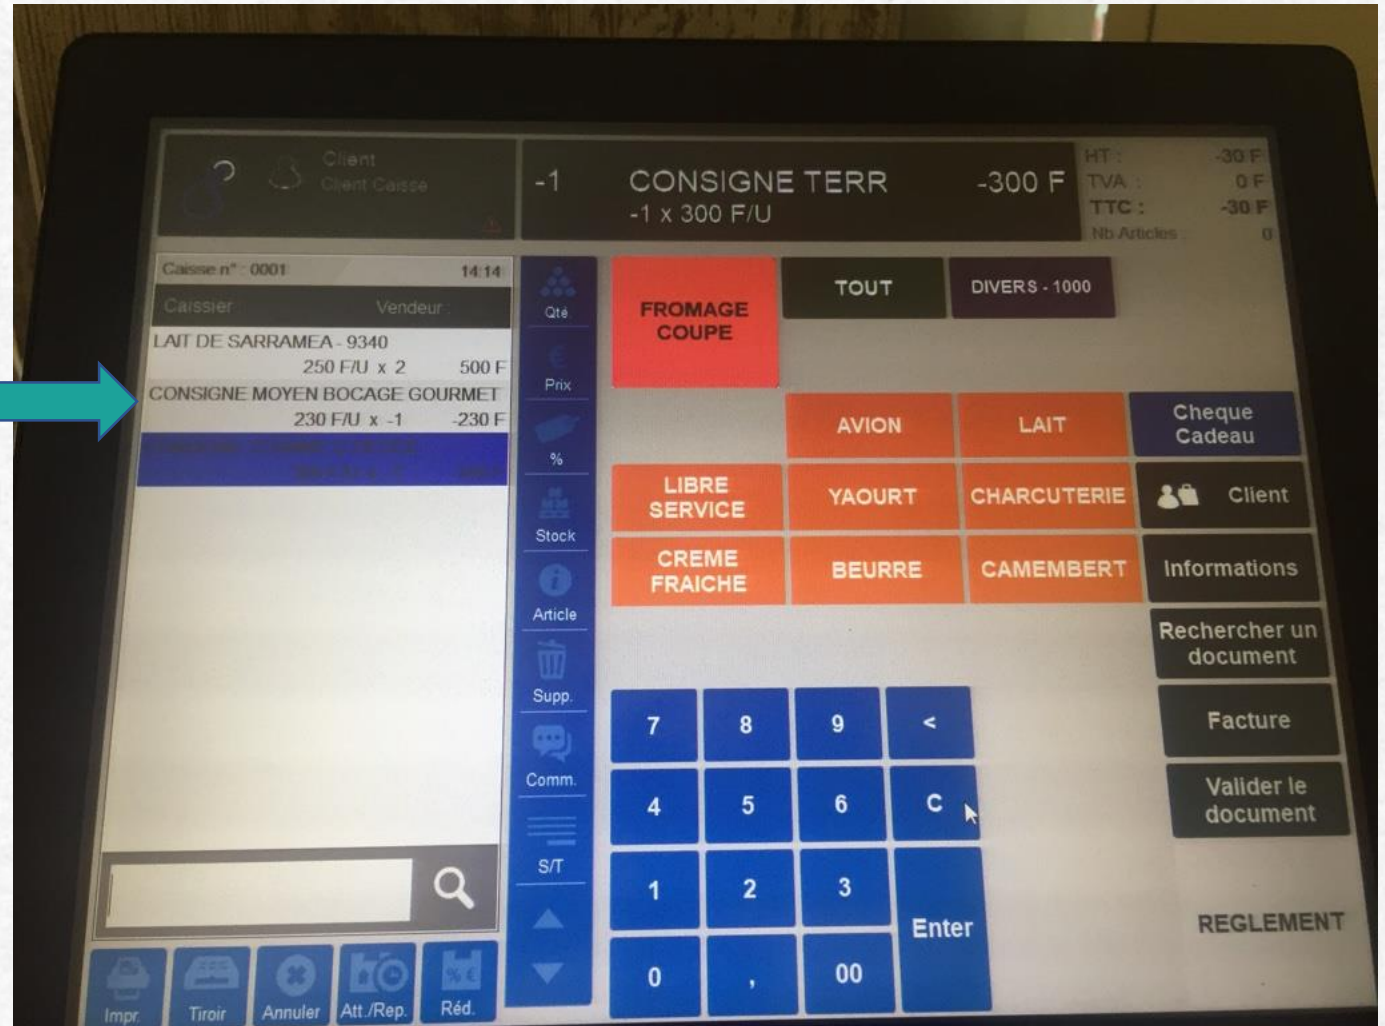 Client
Client Caisse
-1 CONSIGNE TERR -300 F
-1 x 300 F/U
HT : -30 F
TVA : 0 F
TTC : -30 F
Nb Articles : 0
Caisse n° : 0001 14:14
Caissier Vendeur :
LAIT DE SARRAMEA - 9340
250 F/U x 2 500 F
CONSIGNE MOYEN BOCAGE GOURMET
230 F/U x -1 -230 F
Qté
Prix
%
Stock
Article
Supp.
Comm.
S/T
FROMAGE
COUPE
TOUT
DIVERS - 1000
AVION
LAIT
Cheque
Cadeau
LIBRE
SERVICE
YAOURT
CHARCUTERIE
Client
CREME
FRAICHE
BEURRE
CAMEMBERT
Informations
Rechercher un
document
Facture
Valider le
document
REGLEMENT
7 8 9 <
4 5 6 C
1 2 3
Enter
0 , 00
Impr.
Tiroir
Annuler
Att./Rep.
Réd.